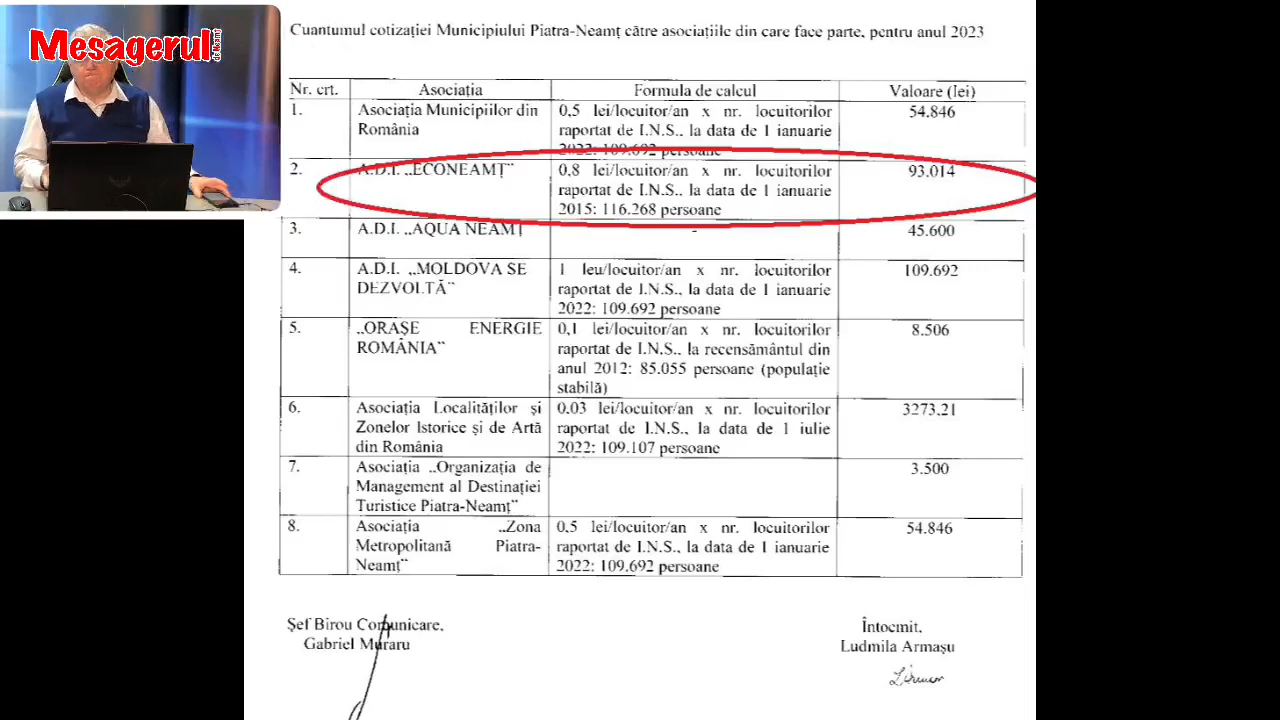 Mesagerul
de Neamț
Cuantumul cotizației Municipiului Piatra-Neamț către asociațiile din care face parte, pentru anul 2023
Nr. crt. Asociația Formula de calcul Valoare (lei)
1. Asociația Municipiilor din 0,5 lei/locuitor/an x nr. locuitorilor 54.846
România raportat de I.N.S., la data de 1 ianuarie
2022: 109.692 persoane
2. A.D.I. „ECONEAMȚ” 0,8 lei/locuitor/an x nr. locuitorilor 93.014
raportat de I.N.S., la data de 1 ianuarie
2015: 116.268 persoane
3. A.D.I. „AQUA NEAMȚ - 45.600
4. A.D.I. „MOLDOVA SE 1 leu/locuitor/an x nr. locuitorilor 109.692
DEZVOLTĂ” raportat de I.N.S., la data de 1 ianuarie
2022: 109.692 persoane
5. „ORAȘE ENERGIE 0,1 lei/locuitor/an x nr. locuitorilor 8.506
ROMÂNIA” raportat de I.N.S., la recensământul din
anul 2012: 85.055 persoane (populație
stabilă)
6. Asociația Localităților și 0.03 lei/locuitor/an x nr. locuitorilor 3273,21
Zonelor Istorice și de Artă raportat de I.N.S., la data de 1 iulie
din România 2022: 109.107 persoane
7. Asociația „Organizația de 3.500
Management al Destinației
Turistice Piatra-Neamț”
8. Asociația „Zona 0,5 lei/locuitor/an x nr. locuitorilor 54.846
Metropolitană Piatra- raportat de I.N.S., la data de 1 ianuarie
Neamț” 2022: 109.692 persoane
Șef Birou Comunicare, Întocmit,
Gabriel Muraru Ludmila Armașu